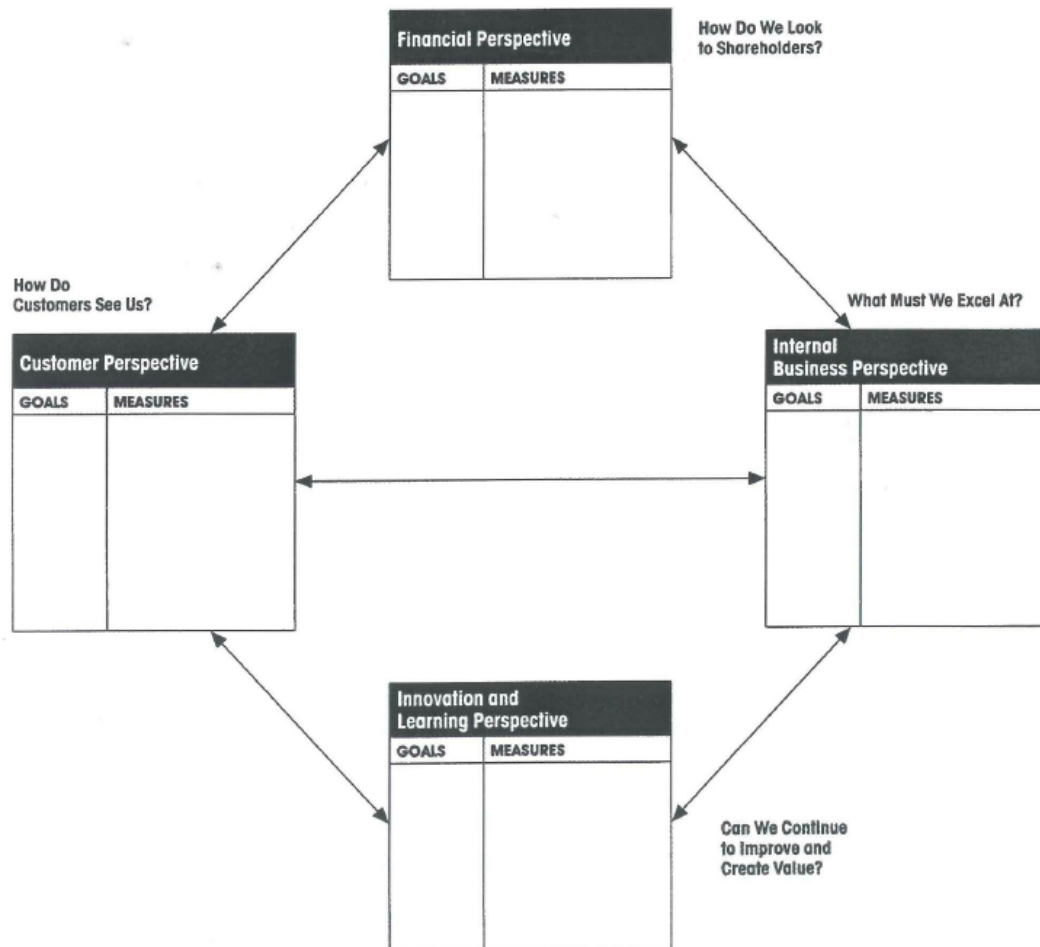 Financial Perspective
GOALS MEASURES
How Do We Look
to Shareholders?
How Do
Customers See Us?
Customer Perspective
GOALS MEASURES
What Must We Excel At?
Internal
Business Perspective
GOALS MEASURES
Innovation and
Learning Perspective
GOALS MEASURES
Can We Continue
to Improve and
Create Value?